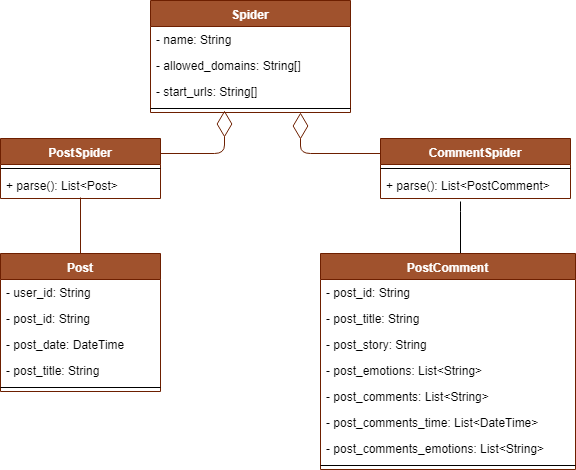 Spider
- name: String
- allowed_domains: String[]
- start_urls: String[]
PostSpider
+ parse(): List<Post>
CommentSpider
+ parse(): List<PostComment>
Post
- user_id: String
- post_id: String
- post_date: DateTime
- post_title: String
PostComment
- post_id: String
- post_title: String
- post_story: String
- post_emotions: List<String>
- post_comments: List<String>
- post_comments_time: List<DateTime>
- post_comments_emotions: List<String>